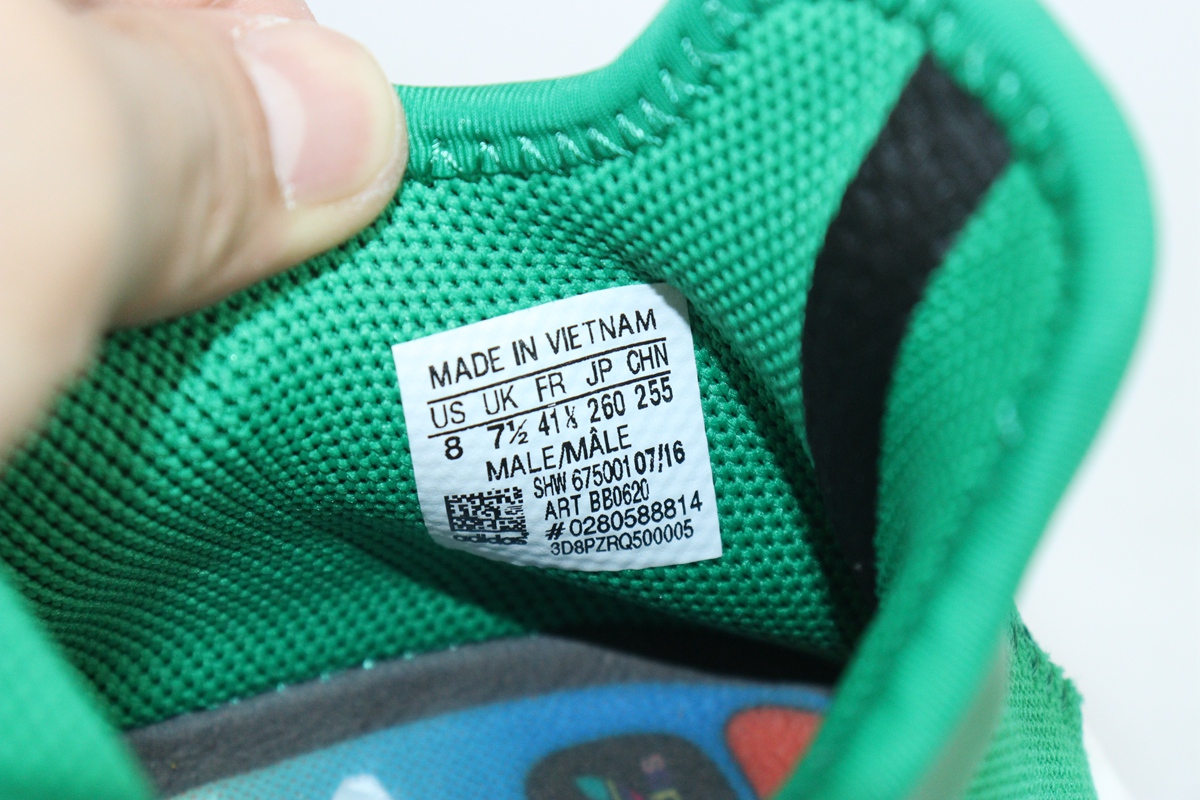 MADE IN VIETNAM
US UK FR JP CHN
8 7½ 41⅓ 260 255
MALE/MÂLE
SHW 675001 07/16
ART BB0620
# 0280588814
3D8PZRQ500005
adidas